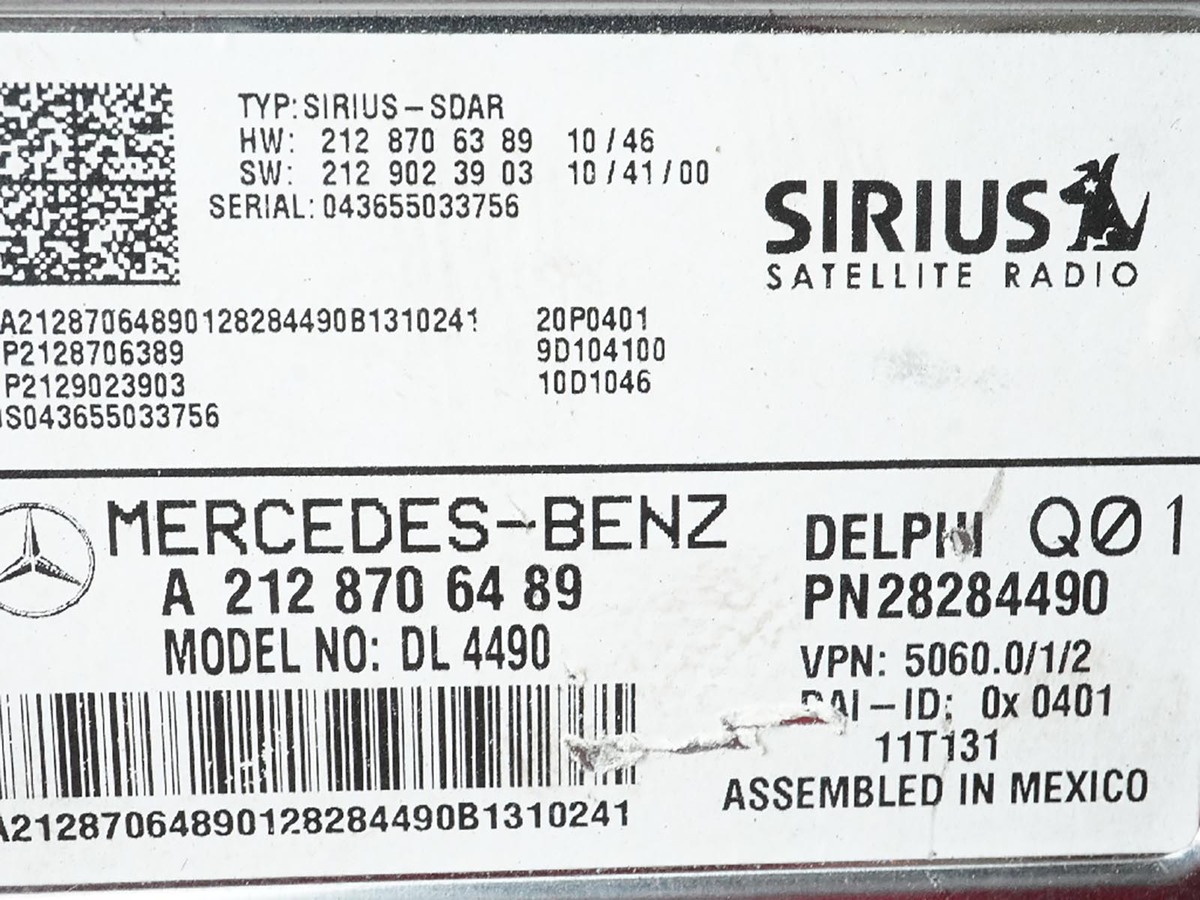 TYP: SIRIUS-SDAR
HW: 212 870 63 89 10/46
SW: 212 902 39 03 10/41/00
SERIAL: 043655033756
SIRIUS
SATELLITE RADIO
A21287064890128284490B1310241 20P0401
P2128706389 9D104100
P2129023903 10D1046
S043655033756
MERCEDES-BENZ
A 212 870 64 89
MODEL NO: DL 4490
A21287064890128284490B1310241
DELPHI QØ1
PN28284490
VPN: 5060.0/1/2
-ID: 0x 0401
11T131
ASSEMBLED IN MEXICO